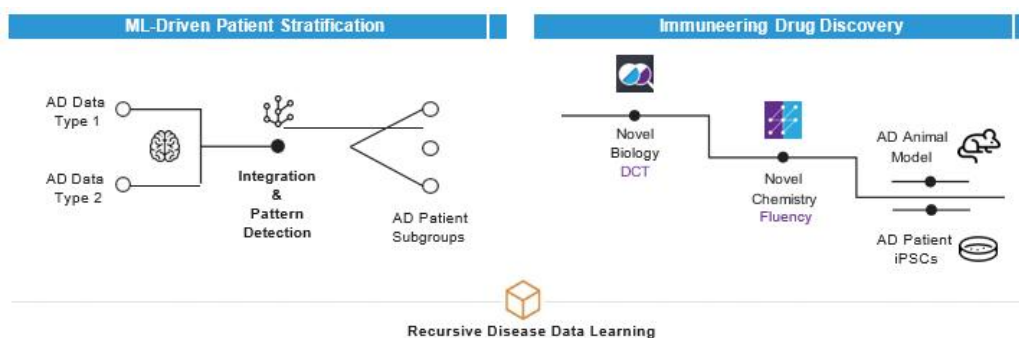 ML-Driven Patient Stratification
Immuneering Drug Discovery
AD Data
Type 1
AD Data
Type 2
Integration
&
Pattern
Detection
AD Patient
Subgroups
Novel
Biology
DCT
Novel
Chemistry
Fluency
AD Animal
Model
AD Patient
iPSCs
Recursive Disease Data Learning